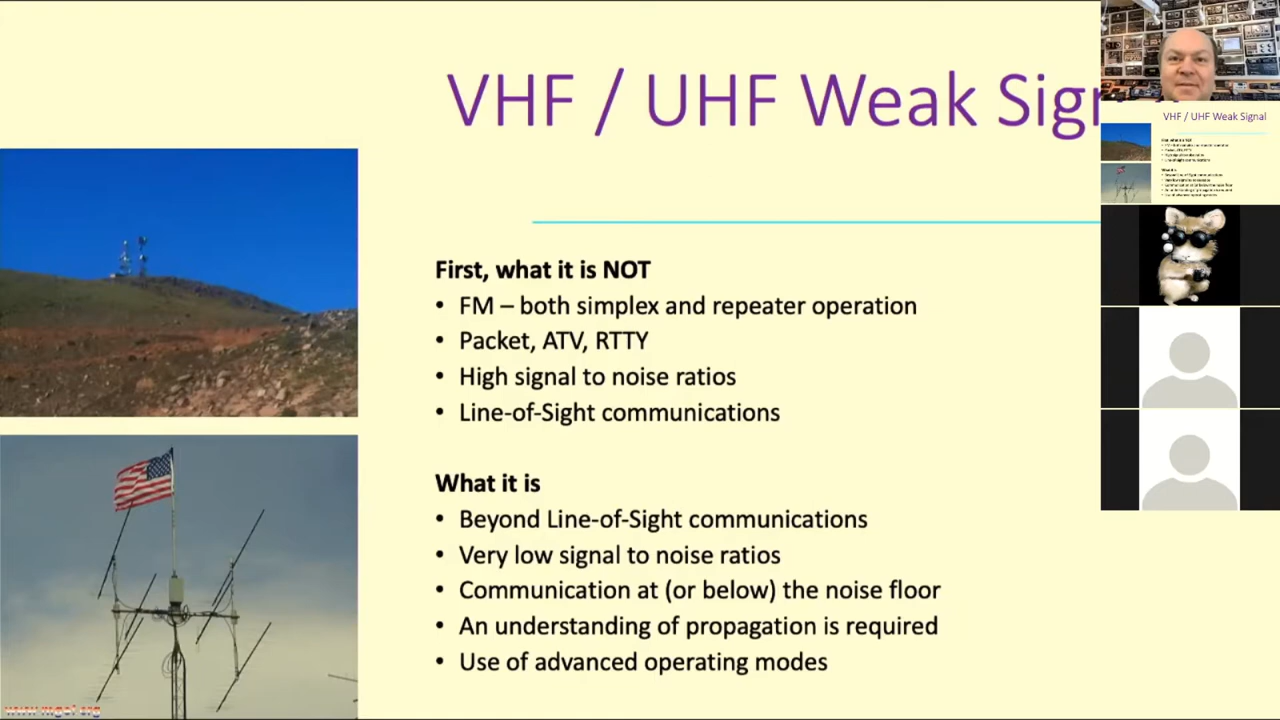 VHF / UHF Weak Sig
First, what it is NOT
• FM – both simplex and repeater operation
• Packet, ATV, RTTY
• High signal to noise ratios
• Line-of-Sight communications
What it is
• Beyond Line-of-Sight communications
• Very low signal to noise ratios
• Communication at (or below) the noise floor
• An understanding of propagation is required
• Use of advanced operating modes
VHF / UHF Weak Signal